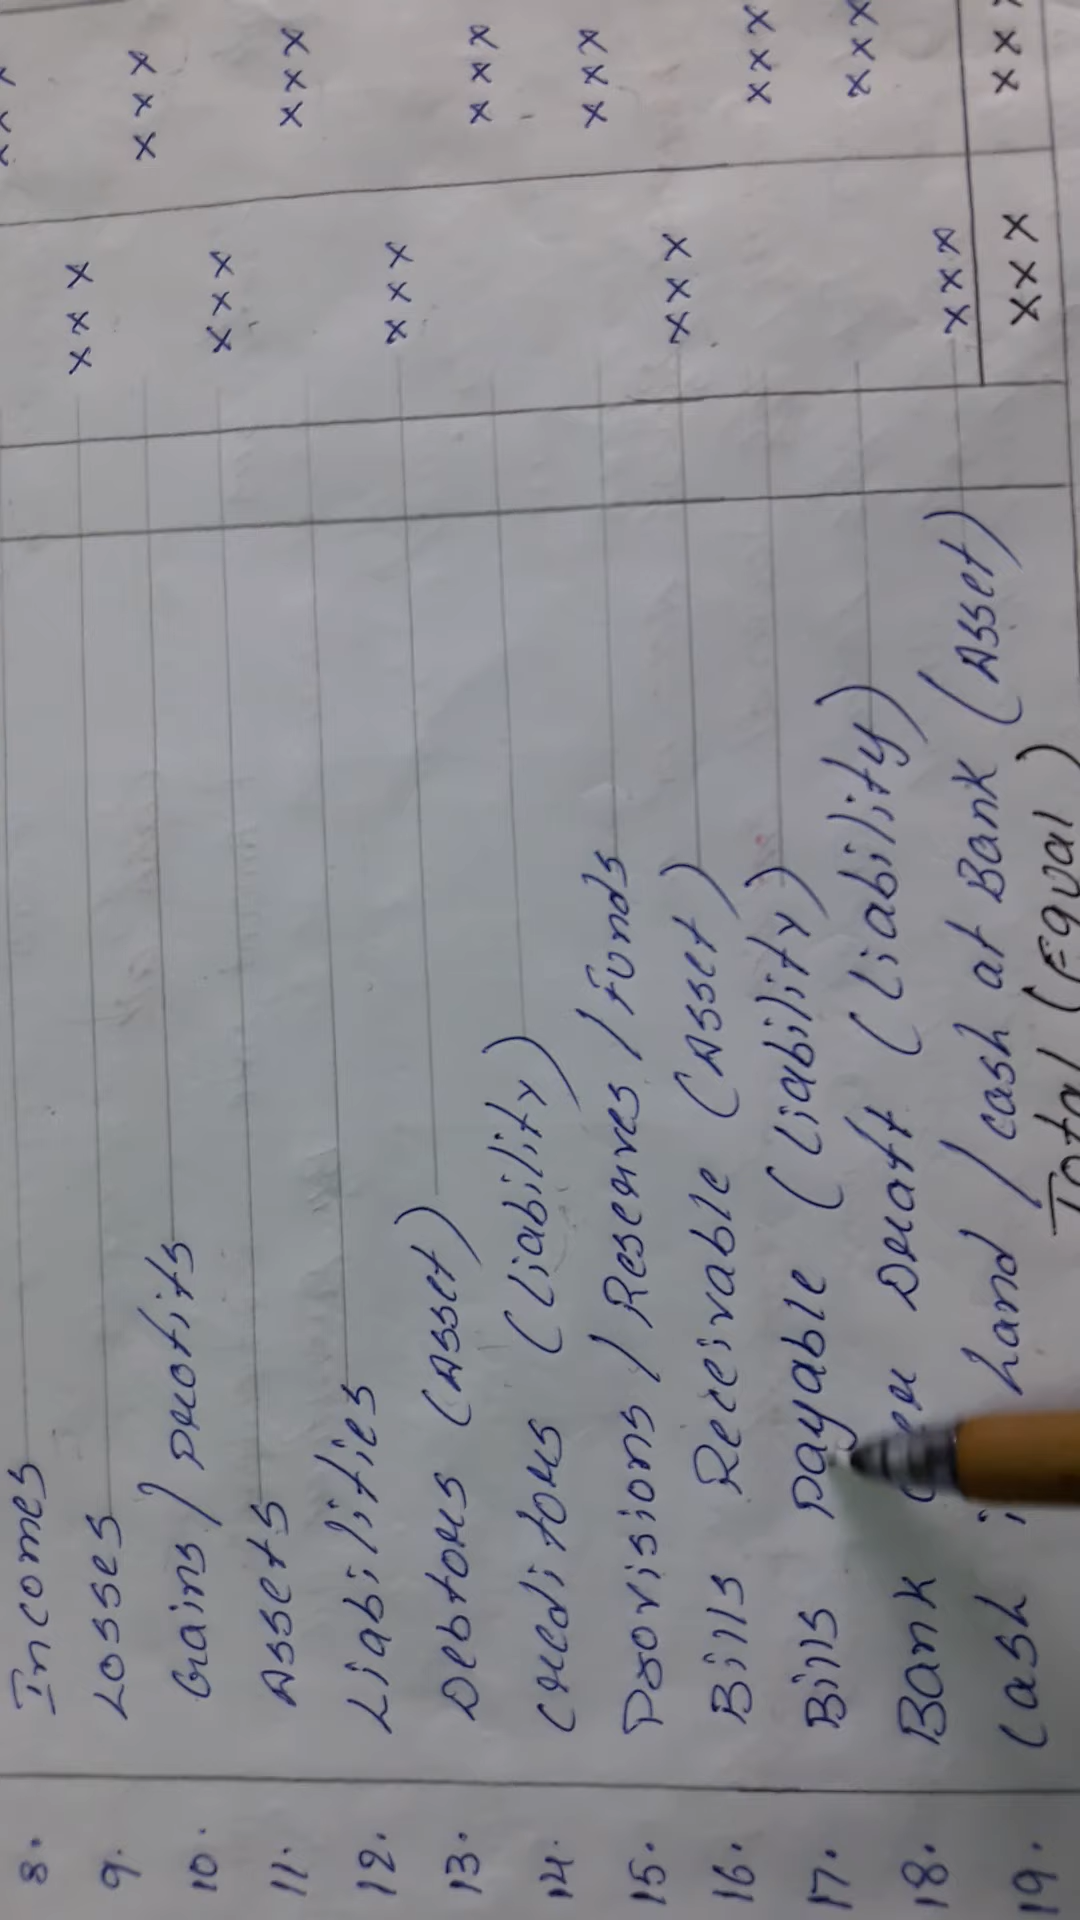 8. Incomes xxx
9. Losses xxx
10. Gains / profits xxx
11. Assets xxx
12. Liabilities xxx
13. Debtors (Asset) xxx
14. Creditors (Liability) xxx
15. Provisions / Reserves / funds xxx
16. Bills Receivable (Asset) xxx
17. Bills Payable (Liability) xxx
18. Bank Draft (Liability) xxx
19. Cash hand / cash at Bank (Asset) xxx
Total (Equal) xxx xxx